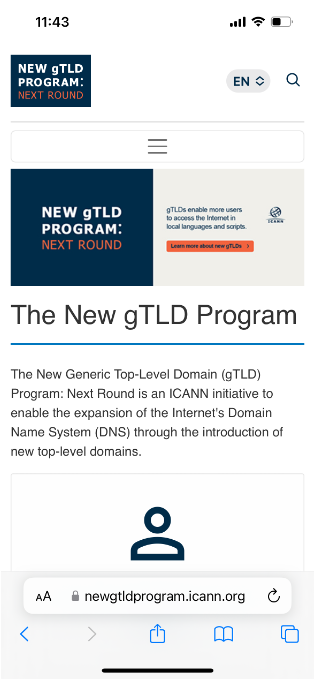 11:43
NEW gTLD
PROGRAM:
NEXT ROUND
EN
NEW gTLD
PROGRAM:
NEXT ROUND
gTLDs enable more users
to access the Internet in
local languages and scripts.
Learn more about new gTLDs >
ICANN
The New gTLD Program
The New Generic Top-Level Domain (gTLD)
Program: Next Round is an ICANN initiative to
enable the expansion of the Internet's Domain
Name System (DNS) through the introduction of
new top-level domains.
AA newgtldprogram.icann.org